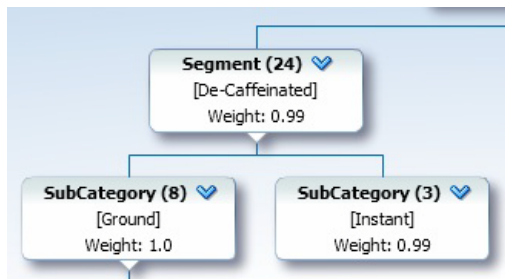 Segment (24)
[De-Caffeinated]
Weight: 0.99
SubCategory (8)
[Ground]
Weight: 1.0
SubCategory (3)
[Instant]
Weight: 0.99